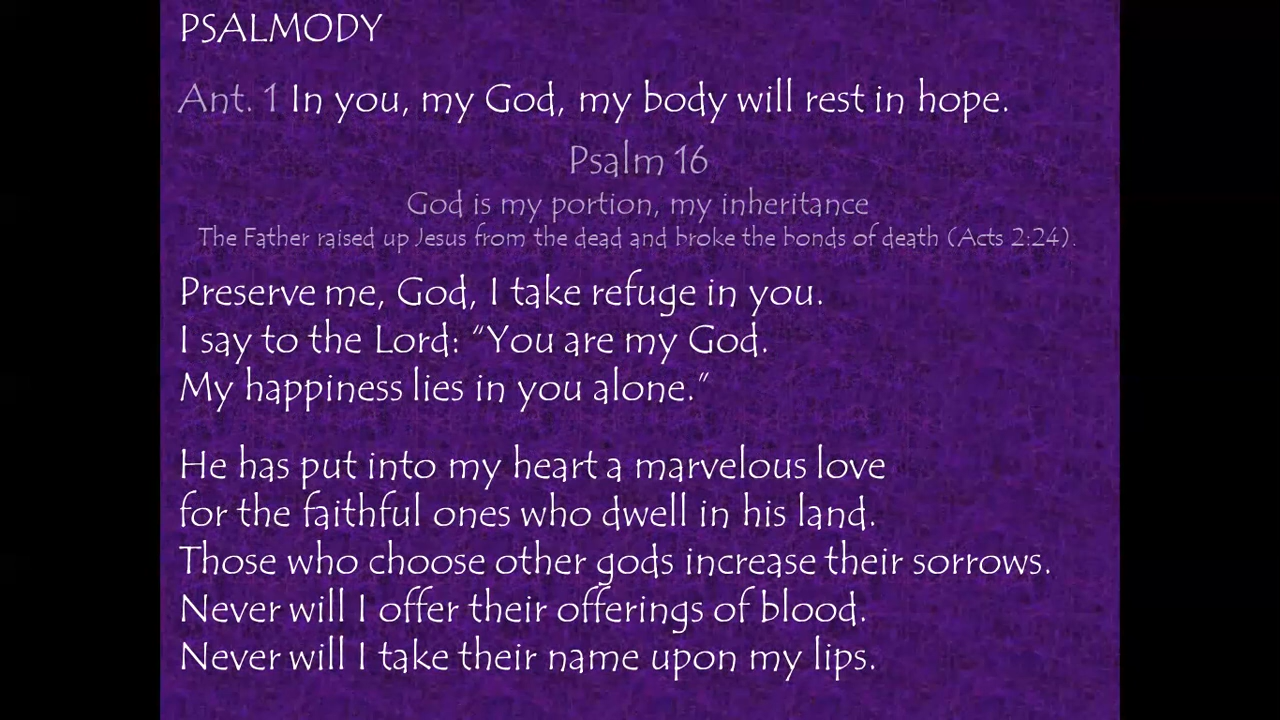 PSALMODY
Ant. 1 In you, my God, my body will rest in hope.
Psalm 16
God is my portion, my inheritance
The Father raised up Jesus from the dead and broke the bonds of death (Acts 2:24).
Preserve me, God, I take refuge in you.
I say to the Lord: “You are my God.
My happiness lies in you alone.”
He has put into my heart a marvelous love
for the faithful ones who dwell in his land.
Those who choose other gods increase their sorrows.
Never will I offer their offerings of blood.
Never will I take their name upon my lips.